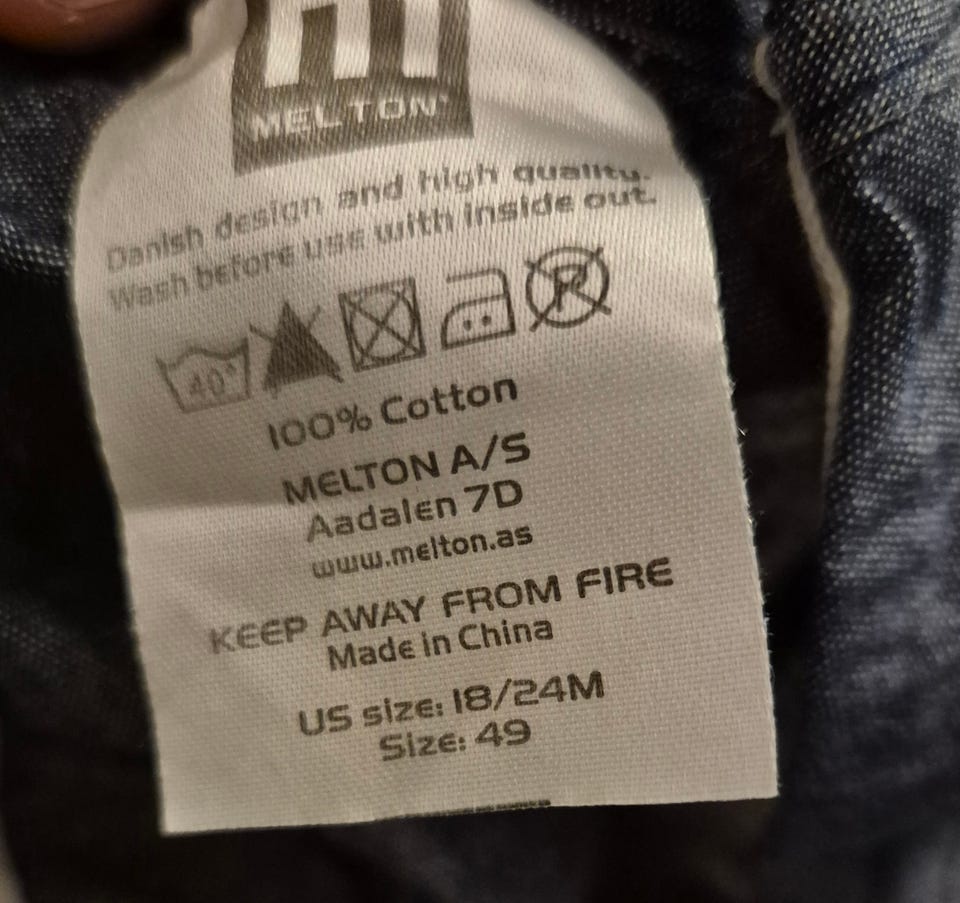 MELTON
Danish design and high quality.
Wash before use with inside out.
40° P
100% Cotton
MELTON A/S
Aadalen 7D
www.melton.as
KEEP AWAY FROM FIRE
Made in China
US size: 18/24M
Size: 49